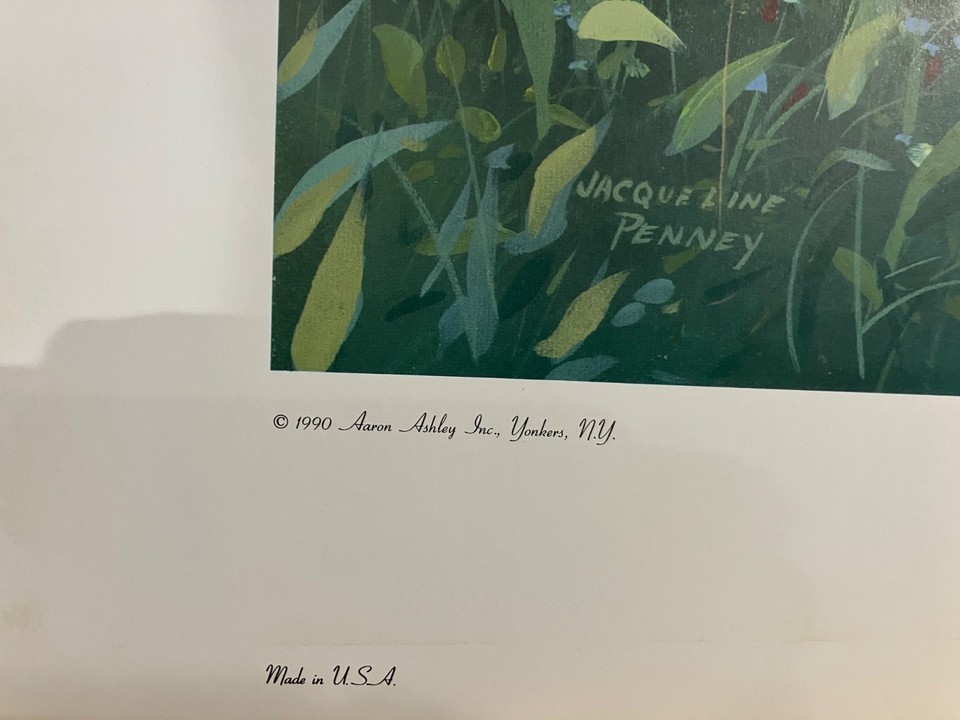 JACQUELINE
PENNEY
© 1990 Aaron Ashley Inc., Yonkers, N.Y.
Made in U.S.A.